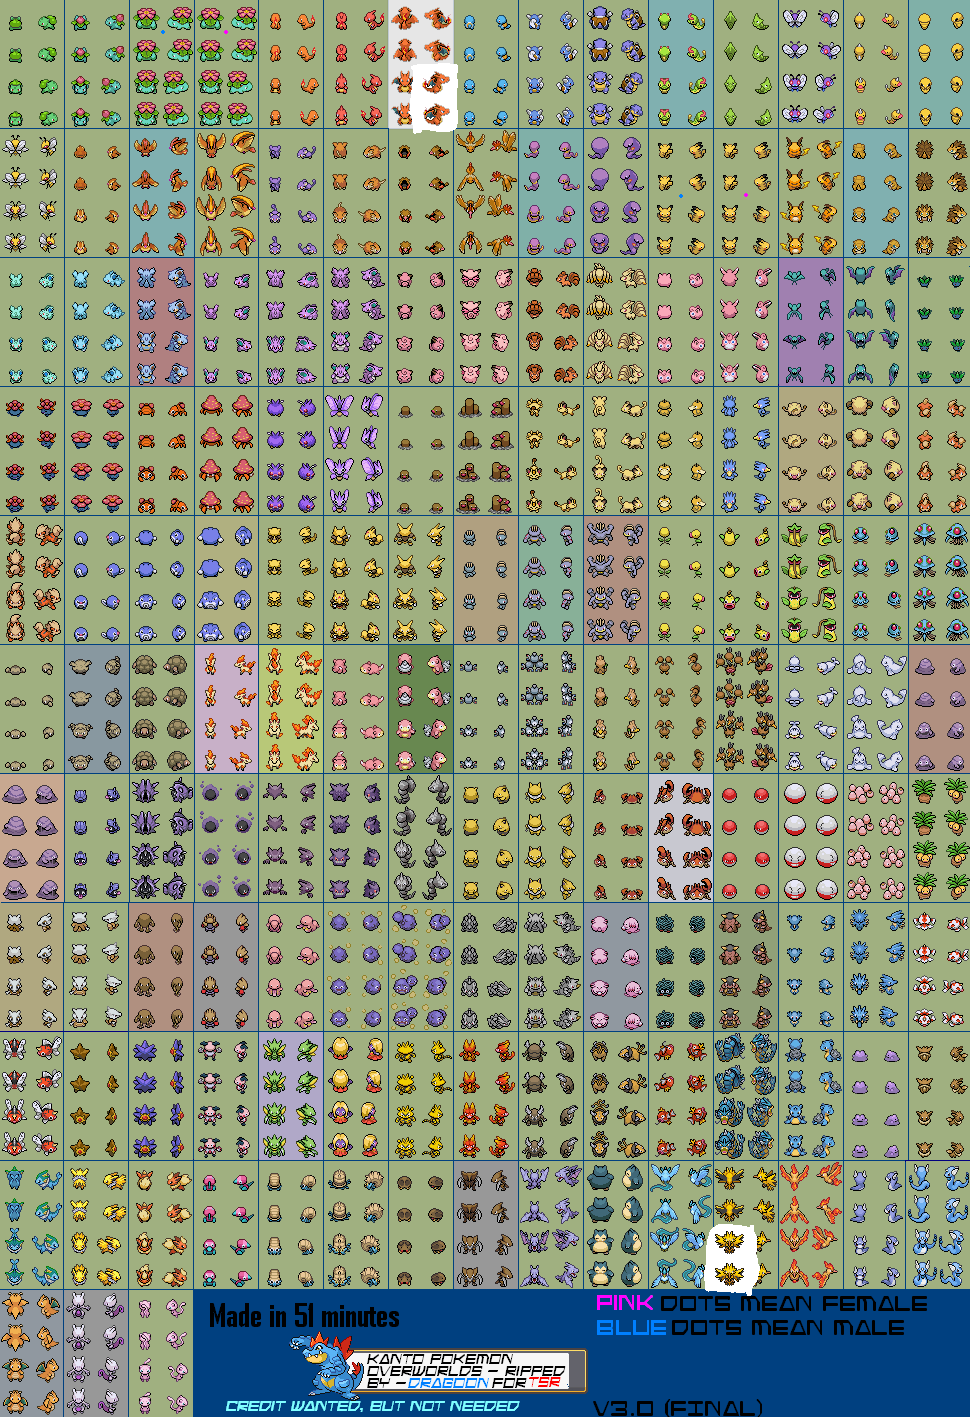 Made in 51 minutes
PINK DOTS MEAN FEMALE
BLUE DOTS MEAN MALE
KANTO POKEMON
OVERWORLDS - RIPPED
BY - DRAGOON FOR TSR
CREDIT WANTED, BUT NOT NEEDED
V3.0 (FINAL)